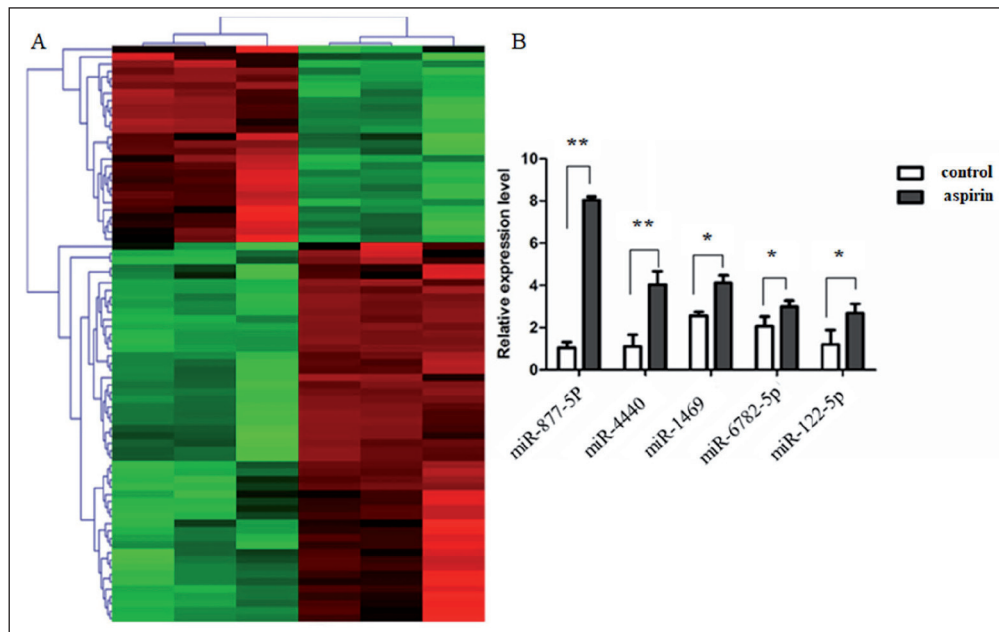 A
B
**
**
*
*
*
control
aspirin
Relative expression level
10
8
6
4
2
0
miR-877-5P
miR-4440
miR-1469
miR-6782-5p
miR-122-5p